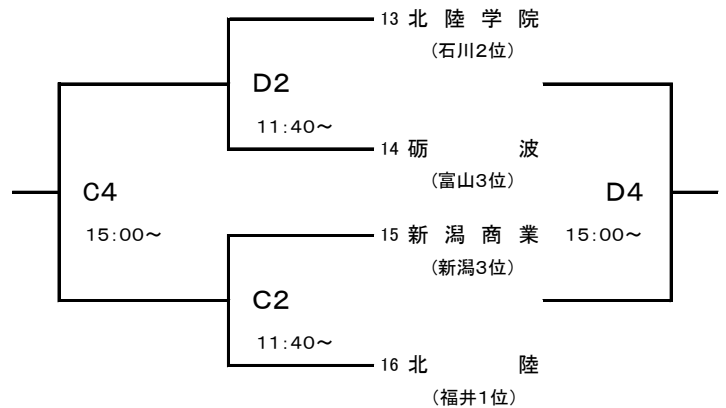 13 北陸学院
(石川2位)
D2
11:40～
14 砺波
(富山3位)
C4
D4
15:00～
15 新潟商業
15:00～
(新潟3位)
C2
11:40～
16 北陸
(福井1位)